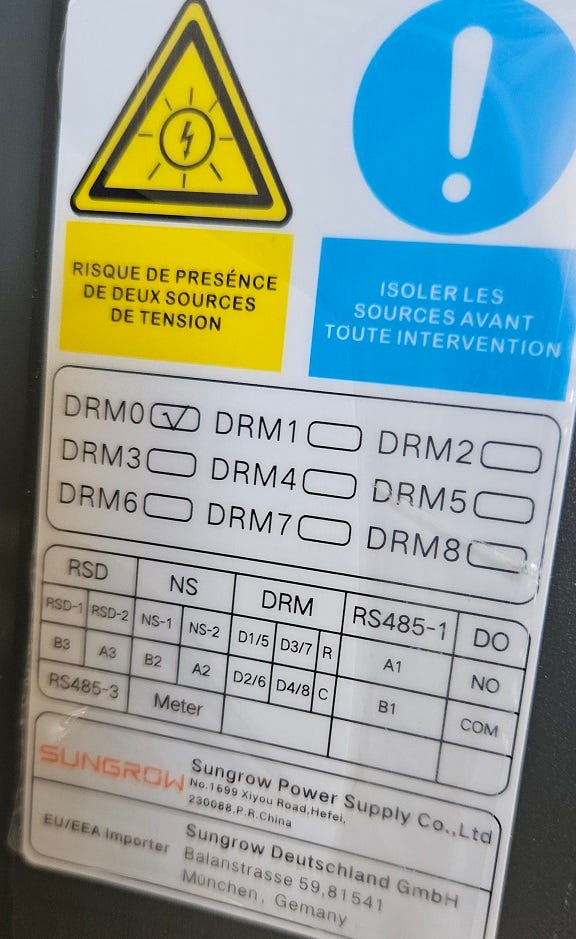 RISQUE DE PRESÉNCE
DE DEUX SOURCES
DE TENSION
ISOLER LES
SOURCES AVANT
TOUTE INTERVENTION
DRM0 DRM1 DRM2
DRM3 DRM4 DRM5
DRM6 DRM7 DRM8
RSD NS DRM RS485-1 DO
RSD-1 RSD-2 NS-1 NS-2 D1/5 D3/7 R A1 NO
B3 A3 B2 A2 D2/6 D4/8 C B1 COM
RS485-3 Meter
SUNGROW
Sungrow Power Supply Co.,Ltd
No.1699 Xiyou Road,Hefei,
230088,P.R.China
EU/EEA Importer
Sungrow Deutschland GmbH
Balanstrasse 59,81541
München, Gemany